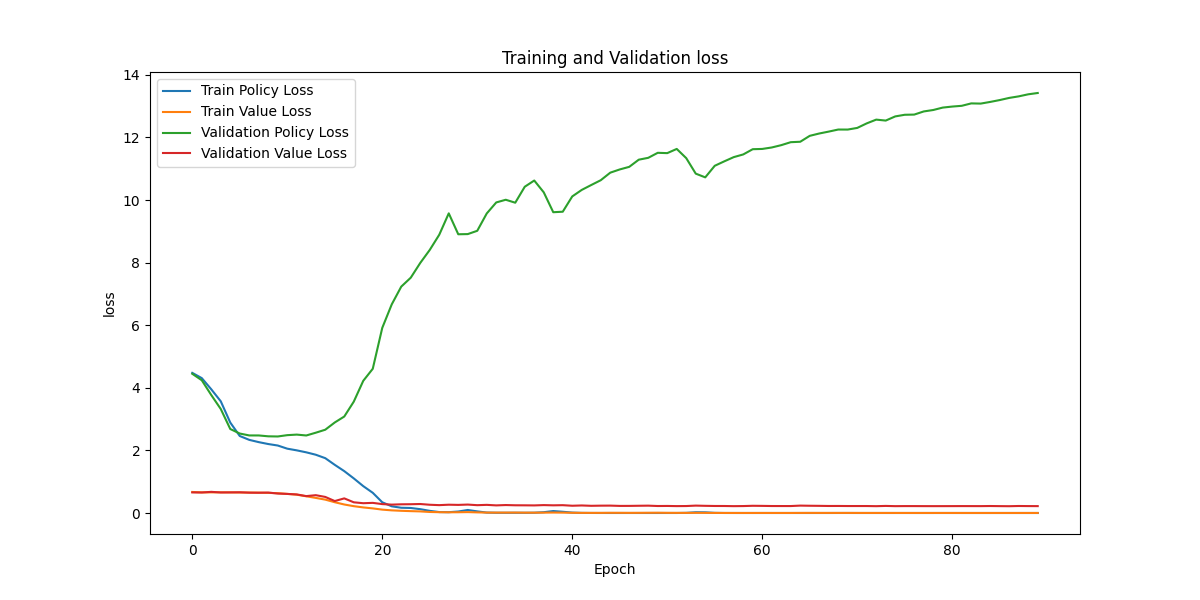 Training and Validation loss
Train Policy Loss
Train Value Loss
Validation Policy Loss
Validation Value Loss
14
12
10
8
6
4
2
0
loss
0 20 40 60 80
Epoch